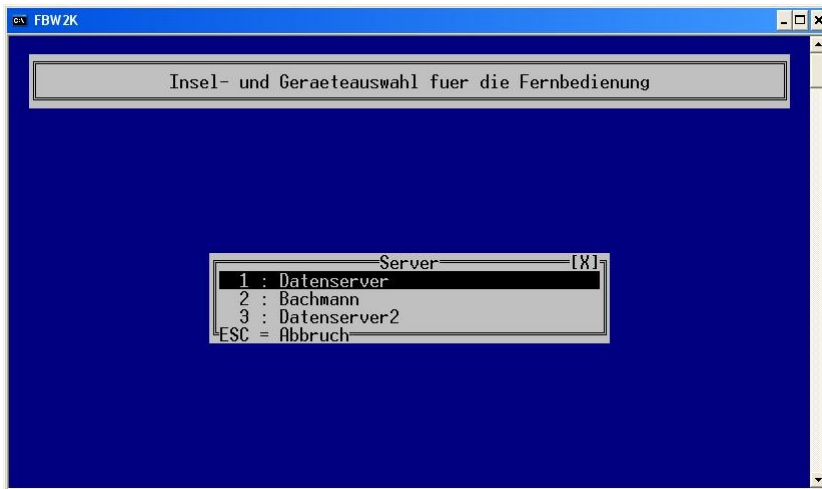 FBW2K
Insel- und Geraeteauswahl fuer die Fernbedienung
Server [X]
1 : Datenserver
2 : Bachmann
3 : Datenserver2
ESC = Abbruch